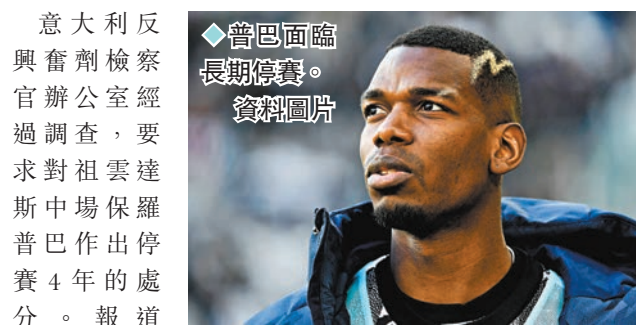 意大利反
興奮劑檢察
官辦公室經
過調查，要
求對祖雲達
斯中場保羅
普巴作出停
賽4年的處
分。報道
◆普巴面臨
長期停賽。
資料圖片